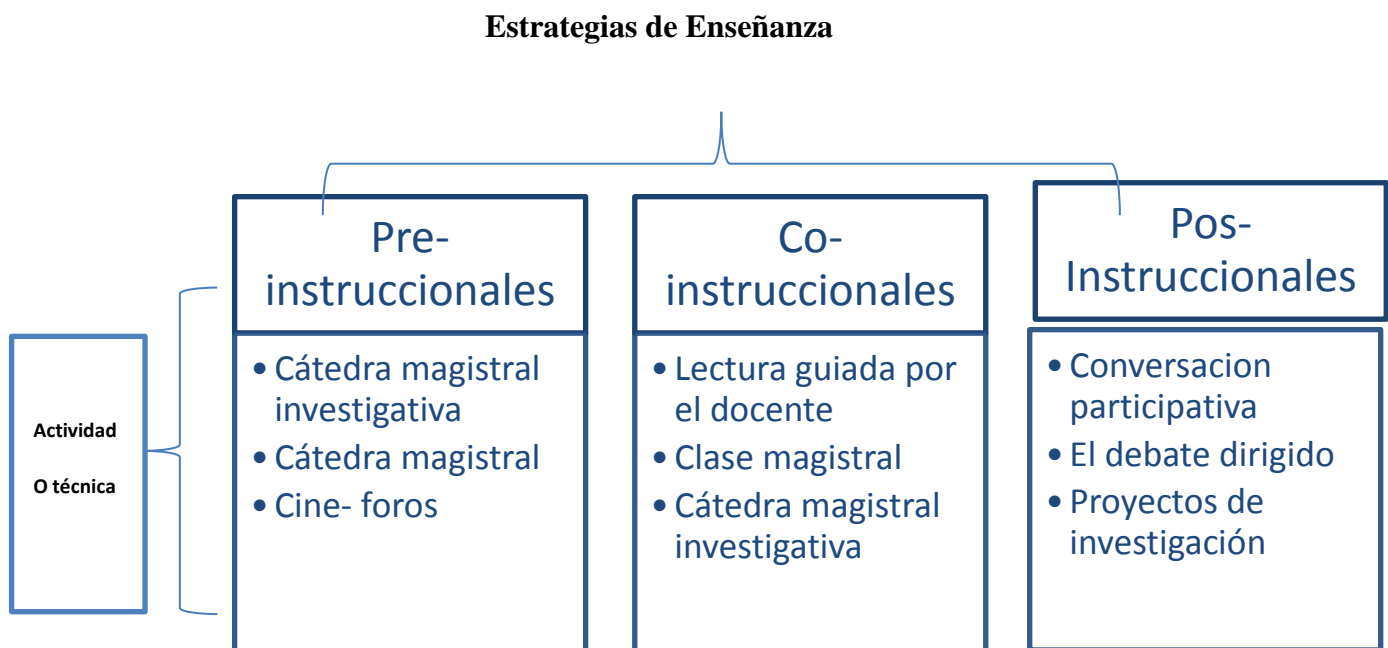 Estrategias de Enseñanza
Pre-
instruccionales
Co-
instruccionales
Pos-
Instruccionales
Actividad
O técnica
• Cátedra magistral
investigativa
• Cátedra magistral
• Cine- foros
• Lectura guiada por
el docente
• Clase magistral
• Cátedra magistral
investigativa
• Conversacion
participativa
• El debate dirigido
• Proyectos de
investigación